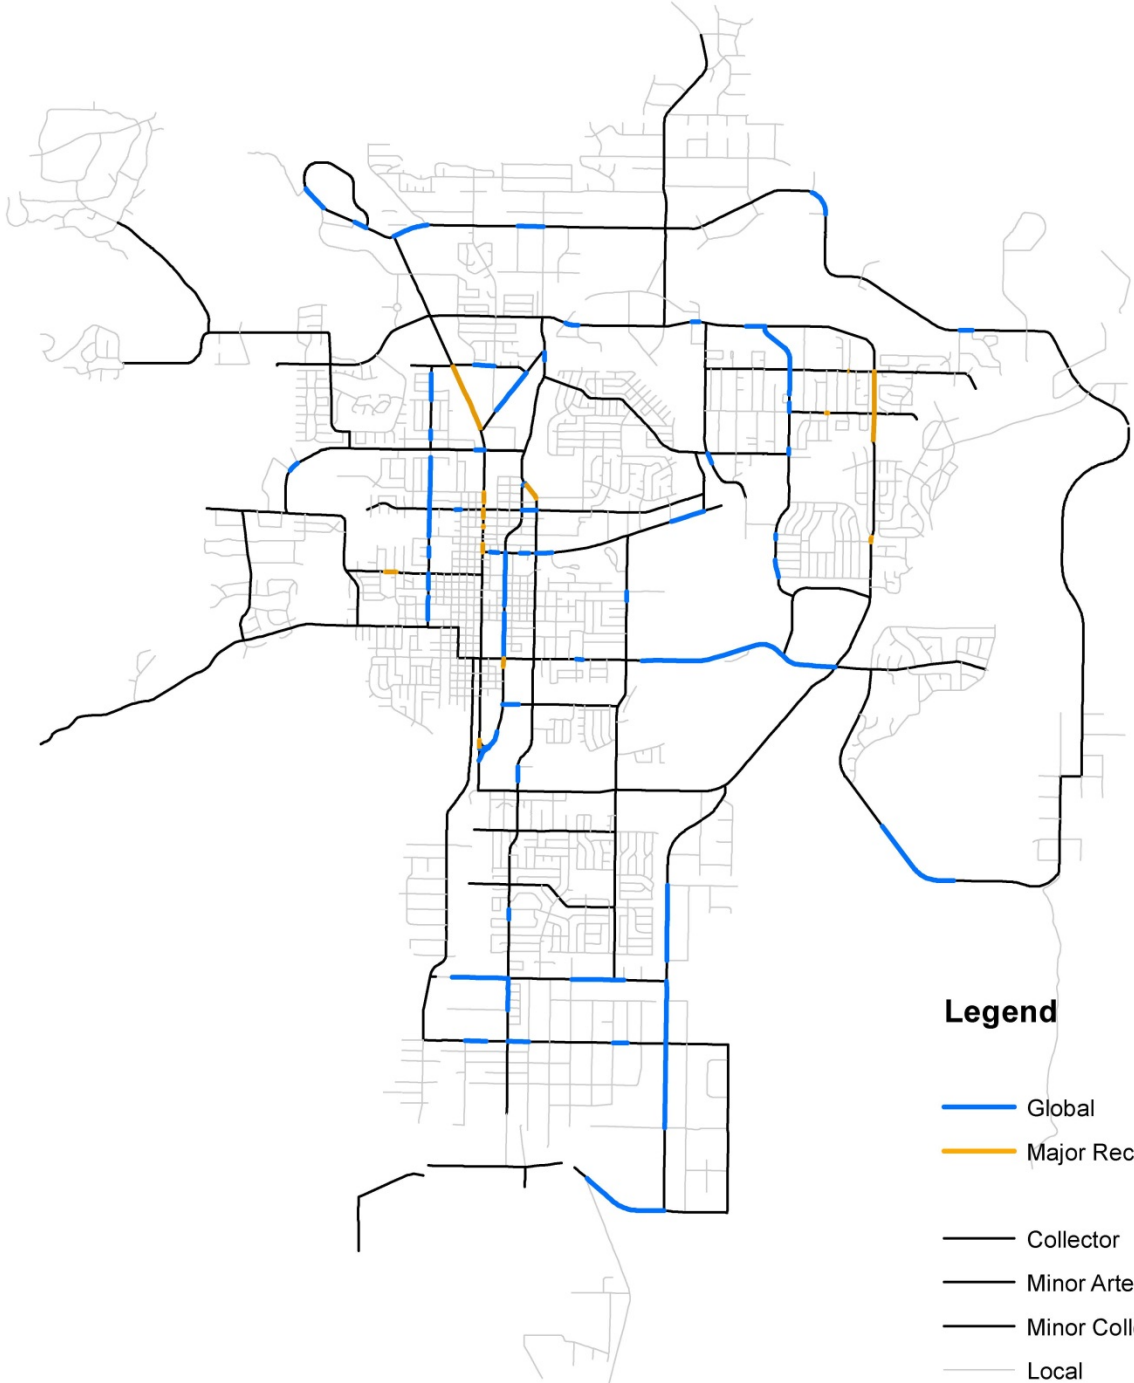 Legend
Global
Major Rec
Collector
Minor Arte
Minor Coll
Local